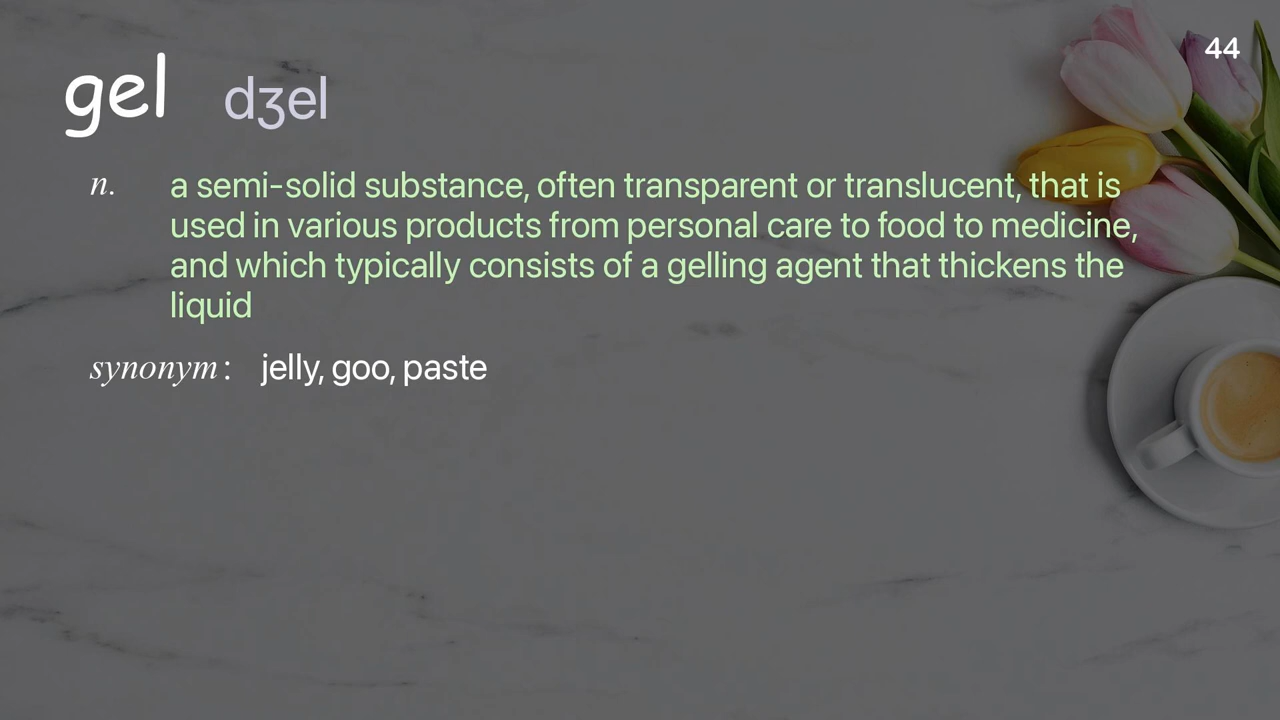 44
gel dʒel
n. a semi-solid substance, often transparent or translucent, that is
used in various products from personal care to food to medicine,
and which typically consists of a gelling agent that thickens the
liquid
synonym: jelly, goo, paste